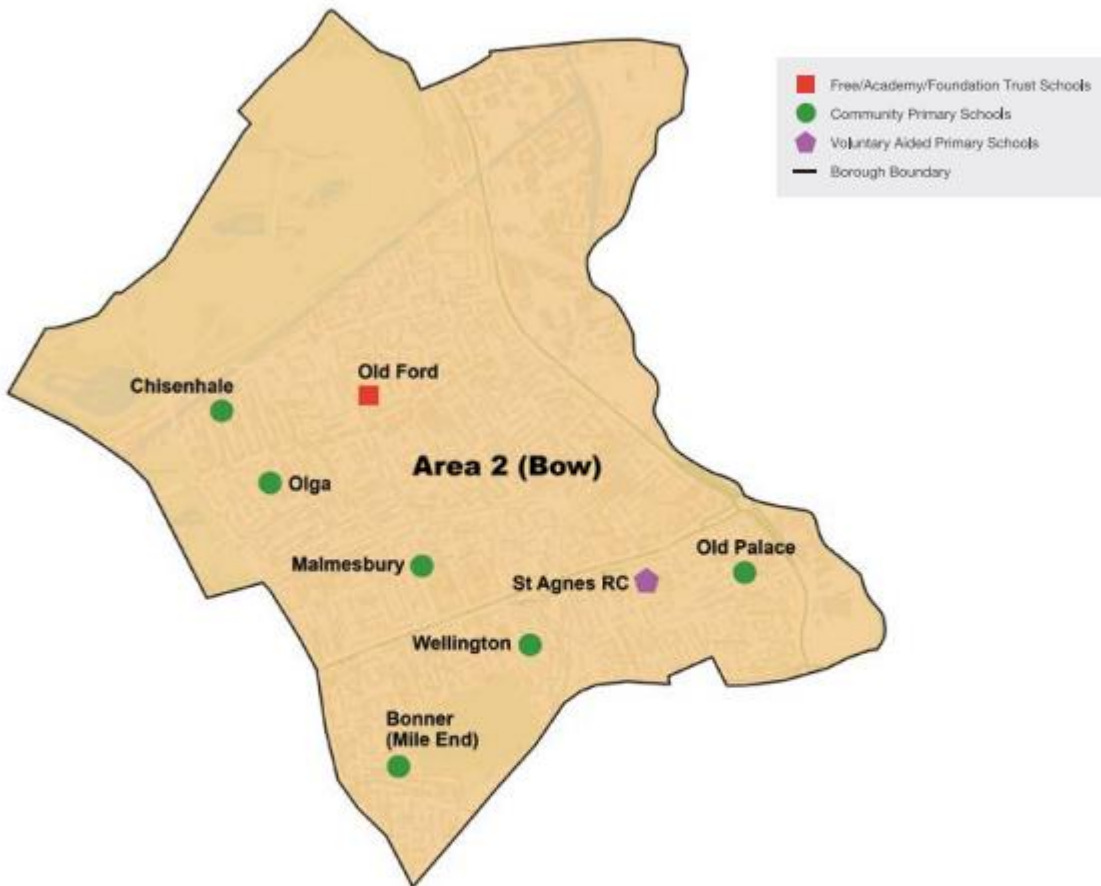 Free/Academy/Foundation Trust Schools
Community Primary Schools
Voluntary Aided Primary Schools
Borough Boundary
Old Ford
Chisenhale
Area 2 (Bow)
Olga
Old Palace
Malmesbury
St Agnes RC
Wellington
Bonner
(Mile End)